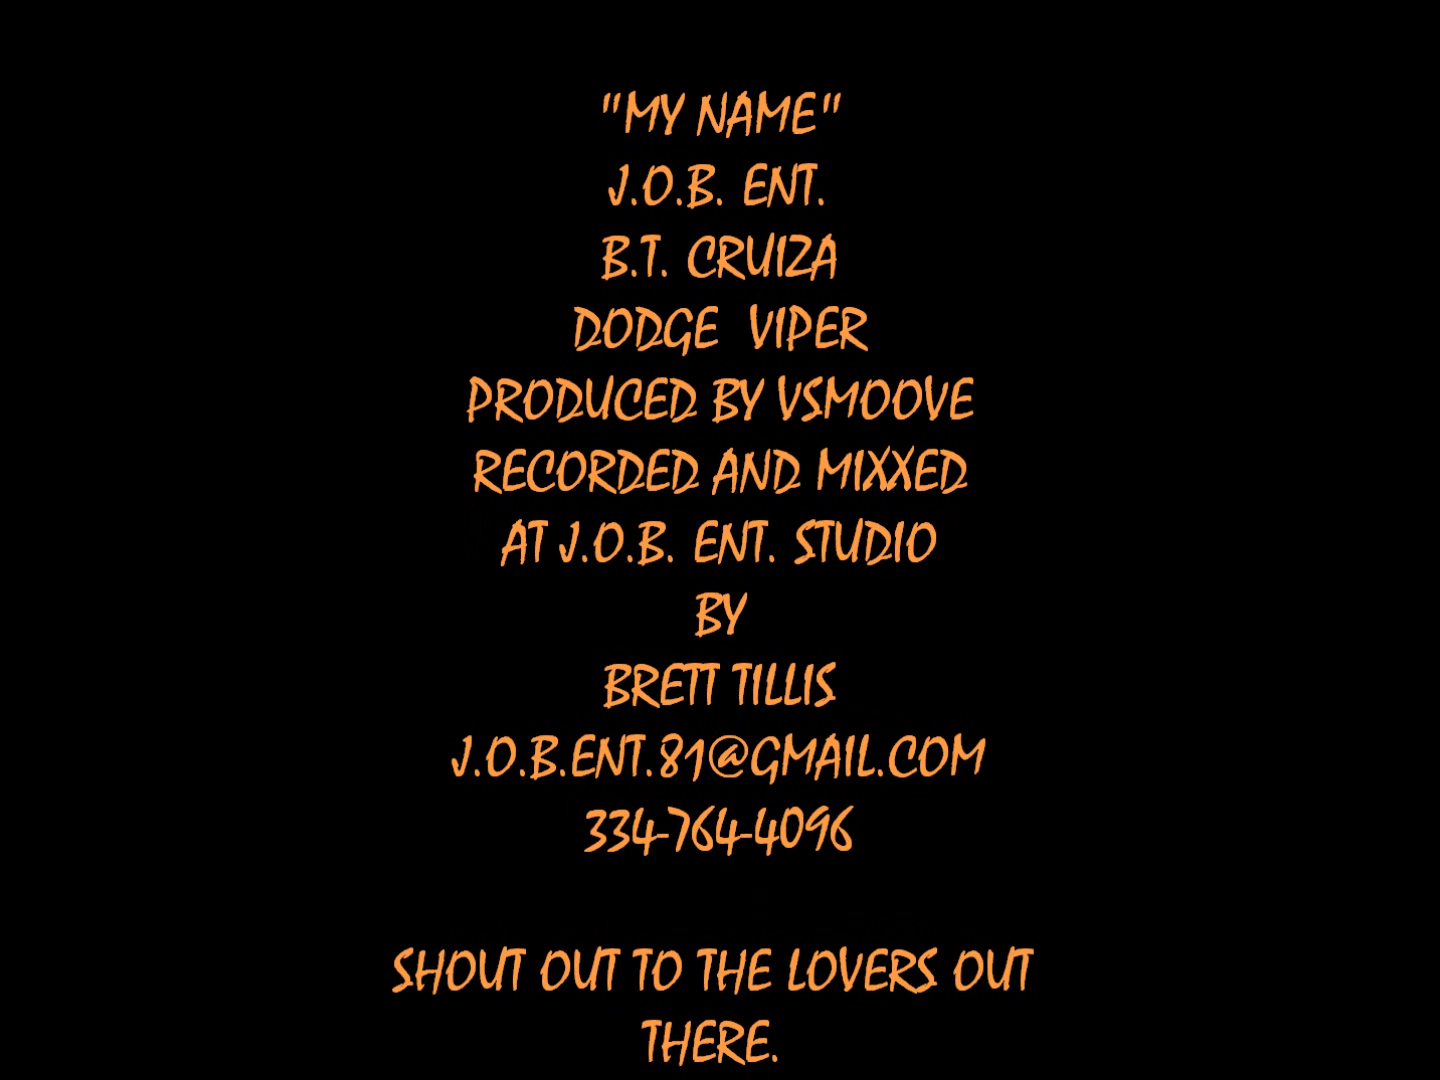 "MY NAME"
J.O.B. ENT.
B.T. CRUIZA
DODGE  VIPER
PRODUCED BY VSMOOVE
RECORDED AND MIXXED
AT J.O.B. ENT. STUDIO
BY
BRETT TILLIS
J.O.B.ENT.81@GMAIL.COM
334-764-4096
SHOUT OUT TO THE LOVERS OUT
THERE.